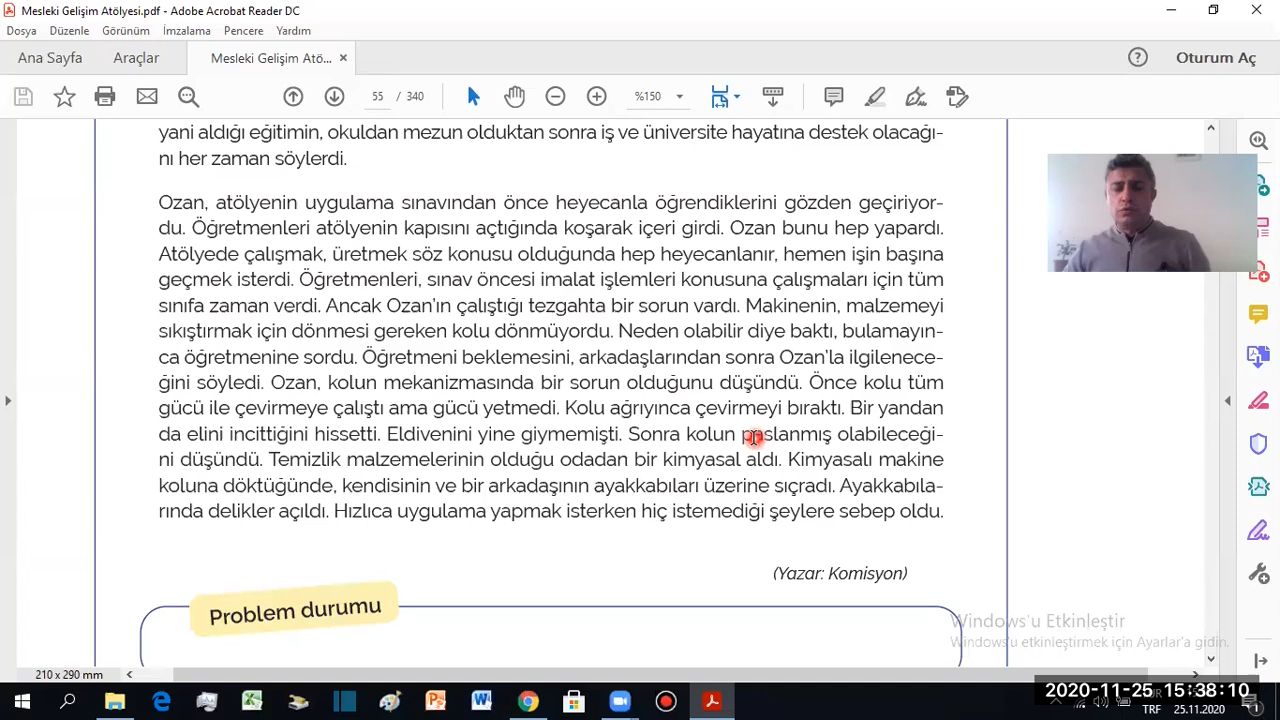 Mesleki Gelişim Atölyesi.pdf - Adobe Acrobat Reader DC
Dosya Düzenle Görünüm İmzalama Pencere Yardım
Ana Sayfa Araçlar Mesleki Gelişim Atö... × Oturum Aç
55 / 340 %150
yani aldığı eğitimin, okuldan mezun olduktan sonra iş ve üniversite hayatına destek olacağı-
nı her zaman söylerdi.
Ozan, atölyenin uygulama sınavından önce heyecanla öğrendiklerini gözden geçiriyor-
du. Öğretmenleri atölyenin kapısını açtığında koşarak içeri girdi. Ozan bunu hep yapardı.
Atölyede çalışmak, üretmek söz konusu olduğunda hep heyecanlanır, hemen işin başına
geçmek isterdi. Öğretmenleri, sınav öncesi imalat işlemleri konusuna çalışmaları için tüm
sınıfa zaman verdi. Ancak Ozan'ın çalıştığı tezgahta bir sorun vardı. Makinenin, malzemeyi
sıkıştırmak için dönmesi gereken kolu dönmüyordu. Neden olabilir diye baktı, bulamayın-
ca öğretmenine sordu. Öğretmeni beklemesini, arkadaşlarından sonra Ozan'la ilgilenece-
ğini söyledi. Ozan, kolun mekanizmasında bir sorun olduğunu düşündü. Önce kolu tüm
gücü ile çevirmeye çalıştı ama gücü yetmedi. Kolu ağrıyınca çevirmeyi bıraktı. Bir yandan
da elini incittiğini hissetti. Eldivenini yine giymemişti. Sonra kolun paslanmış olabileceği-
ni düşündü. Temizlik malzemelerinin olduğu odadan bir kimyasal aldı. Kimyasalı makine
koluna döktüğünde, kendisinin ve bir arkadaşının ayakkabıları üzerine sıçradı. Ayakkabıla-
rında delikler açıldı. Hızlıca uygulama yapmak isterken hiç istemediği şeylere sebep oldu.
(Yazar: Komisyon)
Problem durumu
Windows'u Etkinleştir
Windows'u etkinleştirmek için Ayarlar'a gidin.
210 x 290 mm
2020-11-25 15:38:10
TRF 25.11.2020